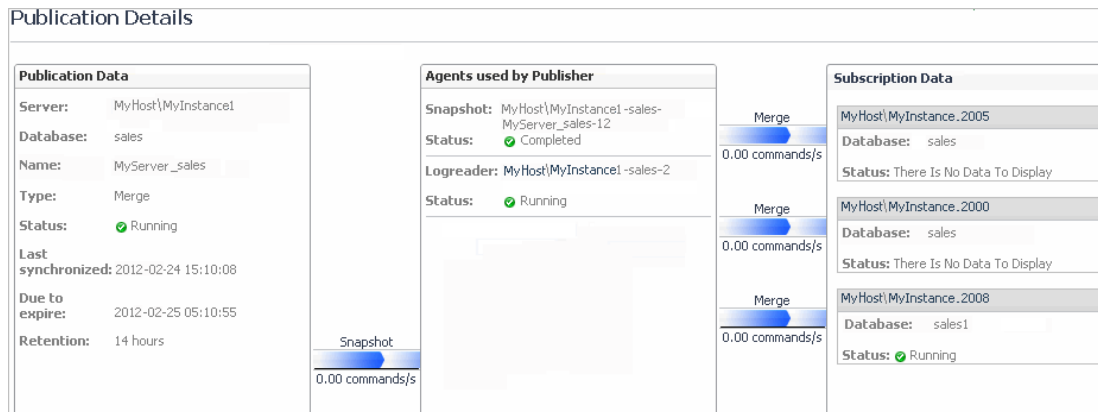 Publication Details
Publication Data
Server: MyHost\MyInstance1
Database: sales
Name: MyServer_sales
Type: Merge
Status: Running
Last
synchronized: 2012-02-24 15:10:08
Due to
expire: 2012-02-25 05:10:55
Retention: 14 hours
Snapshot
0.00 commands/s
Agents used by Publisher
Snapshot: MyHost\MyInstance1-sales-
MyServer_sales-12
Status: Completed
Logreader: MyHost\MyInstance1-sales-2
Status: Running
Merge
0.00 commands/s
Merge
0.00 commands/s
Merge
0.00 commands/s
Subscription Data
MyHost\MyInstance.2005
Database: sales
Status: There Is No Data To Display
MyHost\MyInstance.2000
Database: sales
Status: There Is No Data To Display
MyHost\MyInstance.2008
Database: sales1
Status: Running